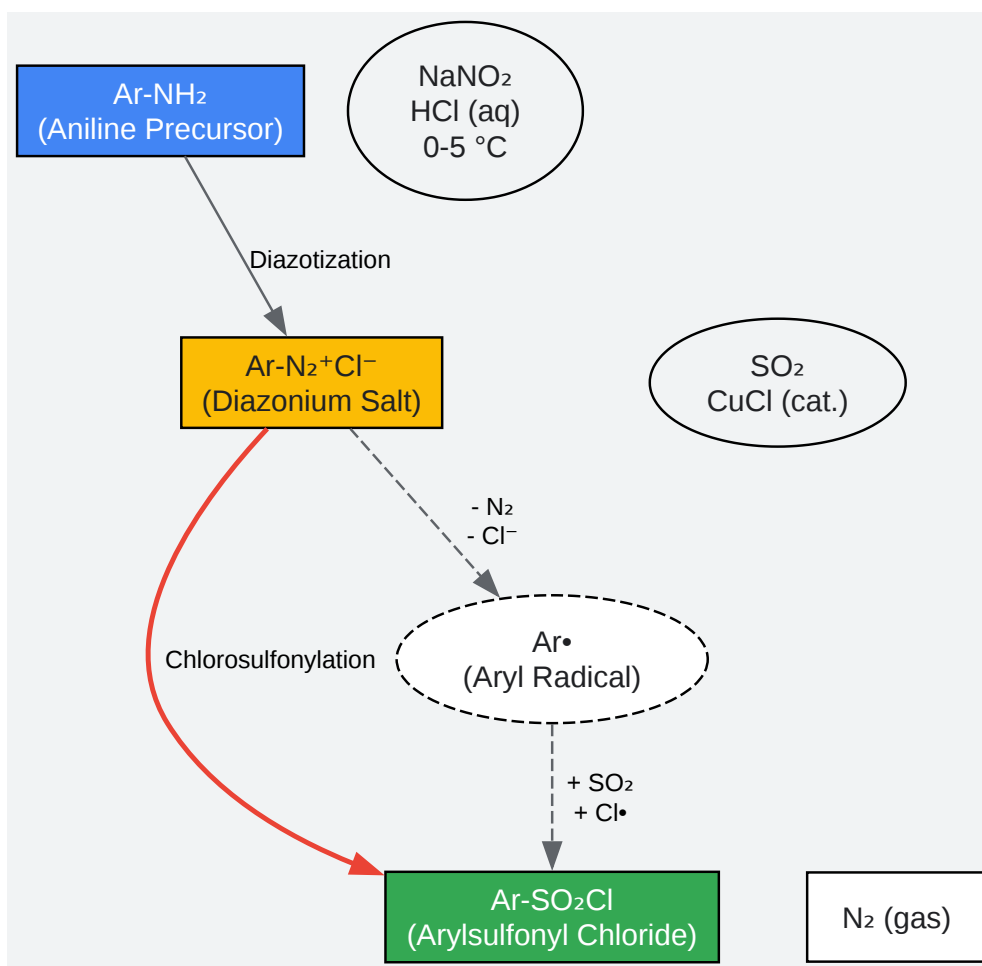 Ar-NH₂
(Aniline Precursor)
NaNO₂
HCl (aq)
0-5 °C
Diazotization
Ar-N₂⁺Cl⁻
(Diazonium Salt)
SO₂
CuCl (cat.)
- N₂
- Cl⁻
Chlorosulfonylation
Ar•
(Aryl Radical)
+ SO₂
+ Cl•
Ar-SO₂Cl
(Arylsulfonyl Chloride)
N₂ (gas)